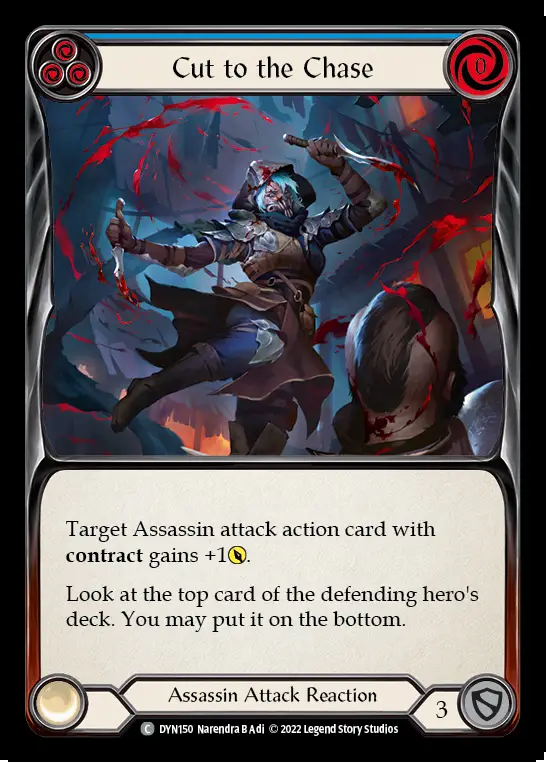 Cut to the Chase
0
Target Assassin attack action card with
contract gains +1.
Look at the top card of the defending hero's
deck. You may put it on the bottom.
Assassin Attack Reaction
3
C DYN150 Narendra B Adi © 2022 Legend Story Studios